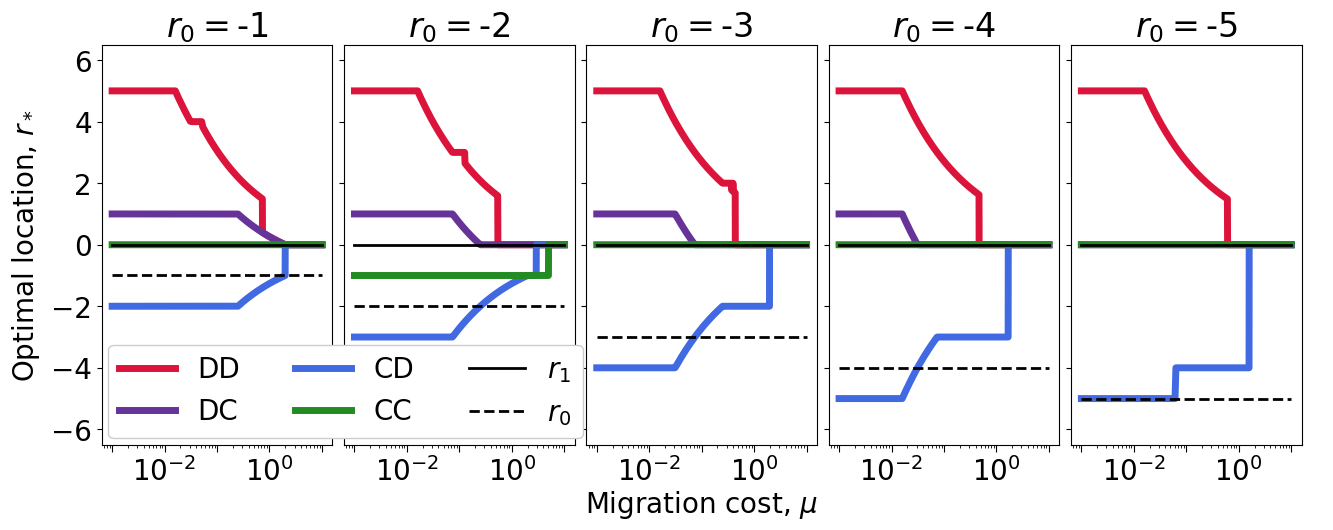 r₀ = -1 r₀ = -2 r₀ = -3 r₀ = -4 r₀ = -5
Optimal location, r*
6
4
2
0
−2
−4
−6
DD CD r₁
DC CC r₀
10⁻² 10⁰ 10⁻² 10⁰ 10⁻² 10⁰ 10⁻² 10⁰ 10⁻² 10⁰
Migration cost, μ